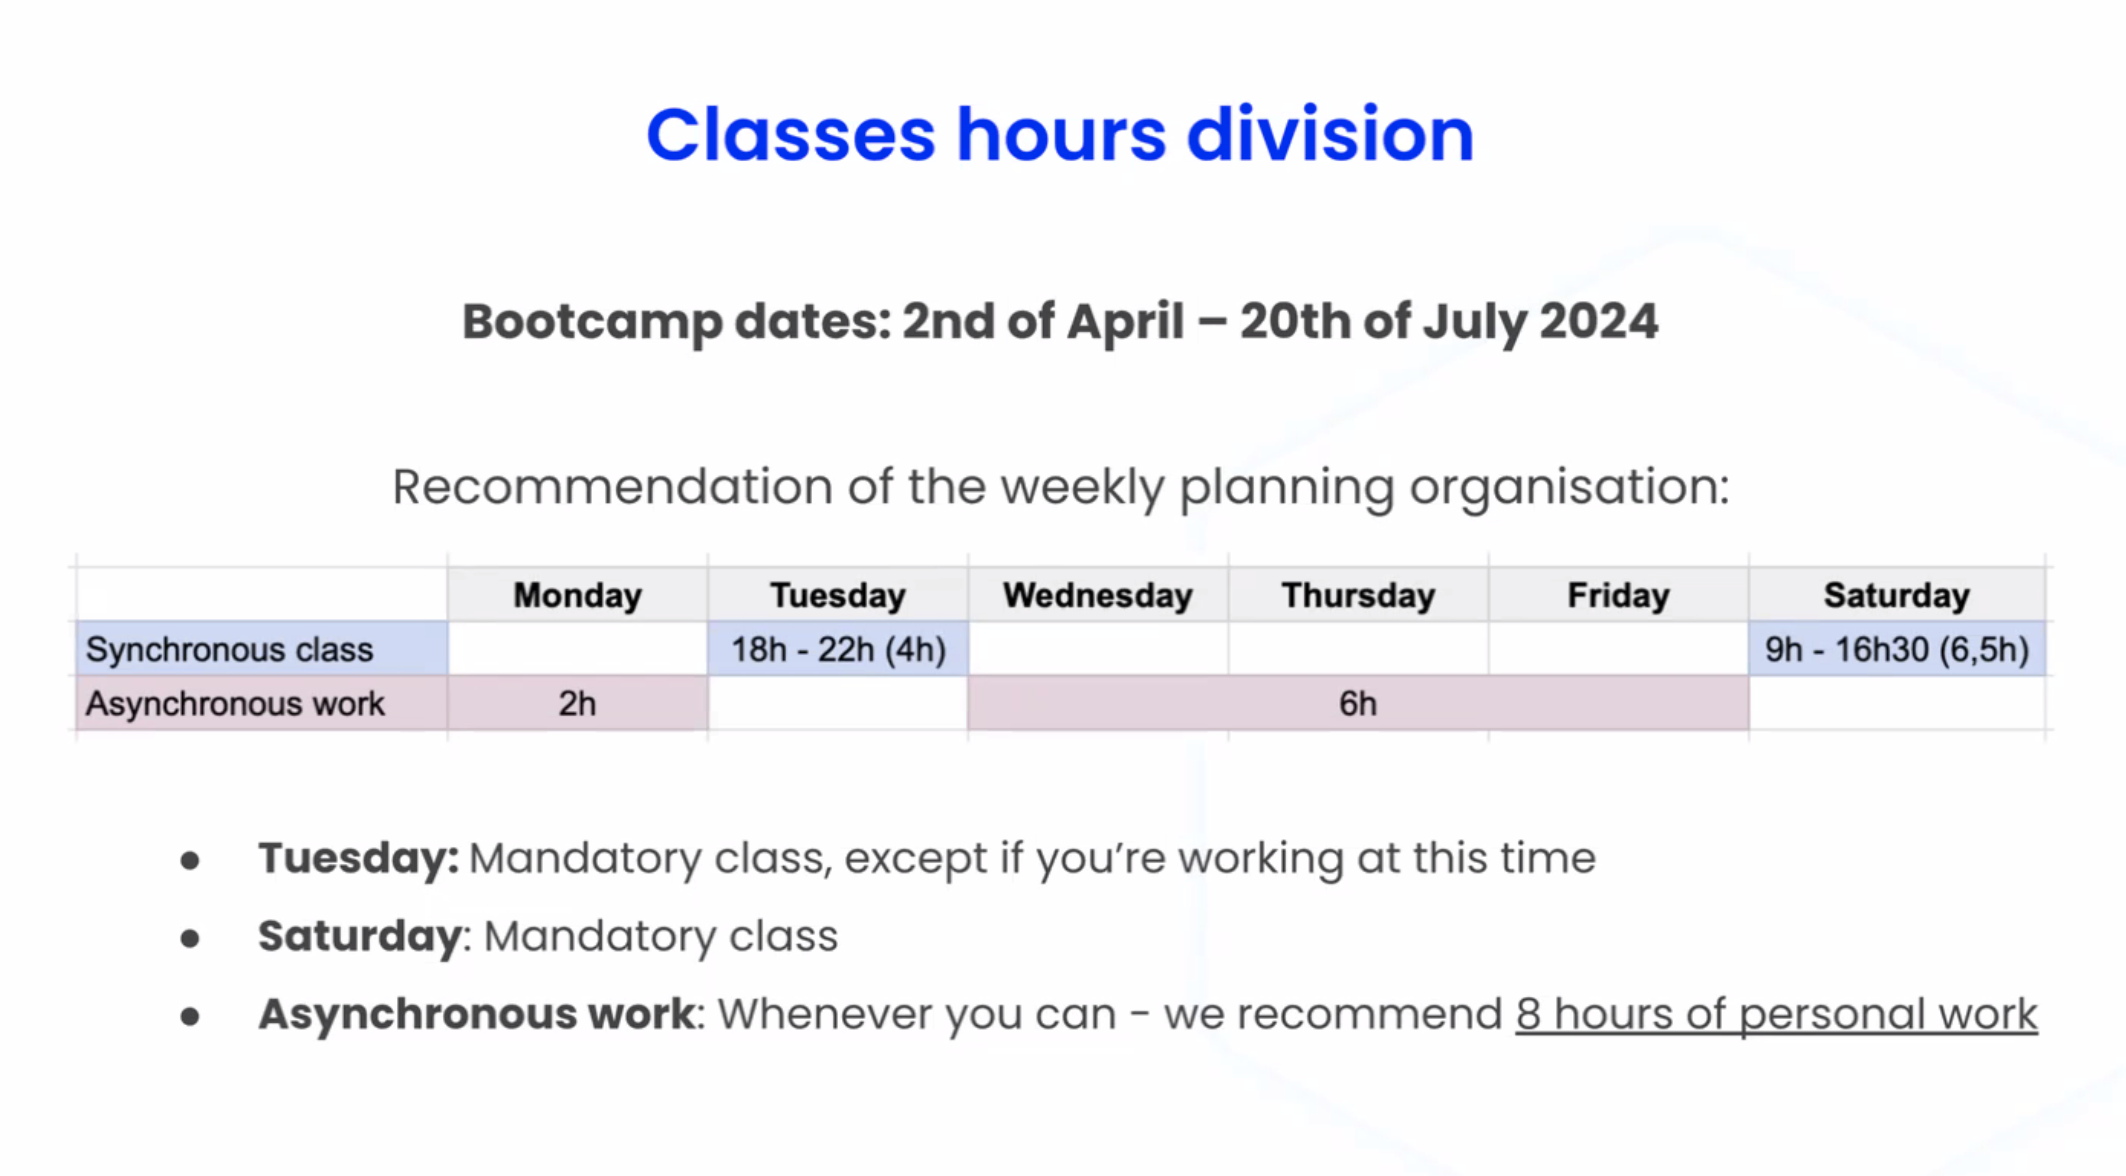 Classes hours division
Bootcamp dates: 2nd of April – 20th of July 2024
Recommendation of the weekly planning organisation:
Monday Tuesday Wednesday Thursday Friday Saturday
Synchronous class 18h - 22h (4h) 9h - 16h30 (6,5h)
Asynchronous work 2h 6h
● Tuesday: Mandatory class, except if you’re working at this time
● Saturday: Mandatory class
● Asynchronous work: Whenever you can - we recommend 8 hours of personal work